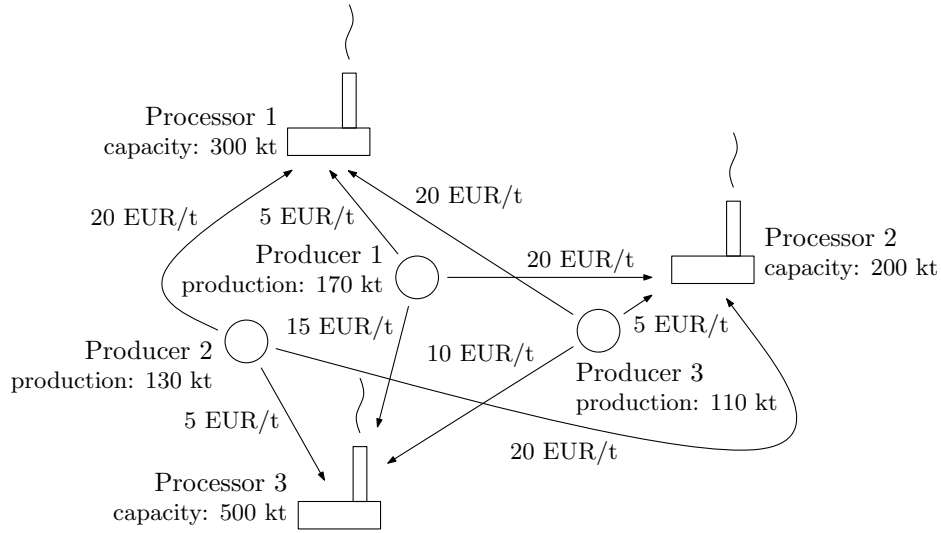 Processor 1
capacity: 300 kt
20 EUR/t
5 EUR/t
20 EUR/t
Processor 2
capacity: 200 kt
Producer 1
production: 170 kt
20 EUR/t
15 EUR/t
5 EUR/t
Producer 2
production: 130 kt
10 EUR/t
Producer 3
production: 110 kt
5 EUR/t
20 EUR/t
Processor 3
capacity: 500 kt